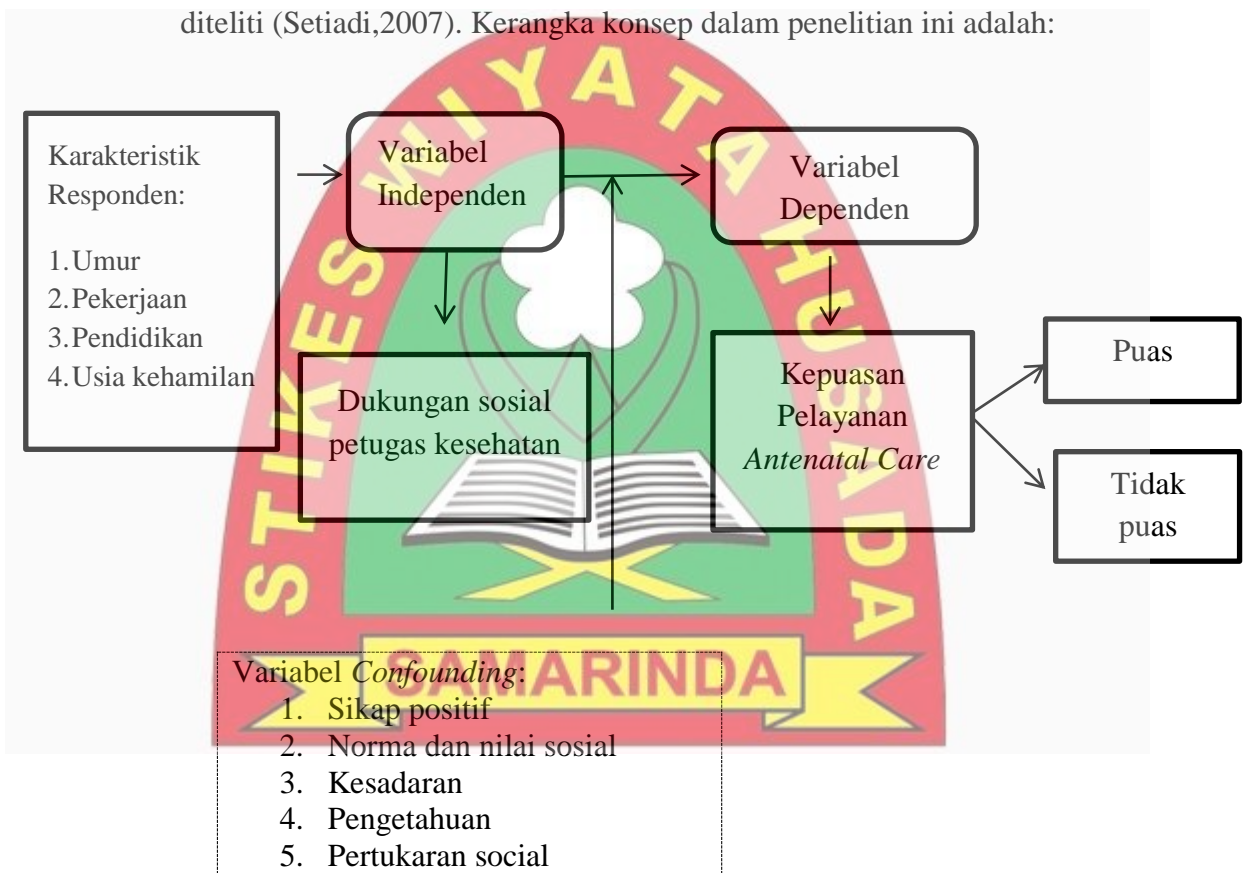 diteliti (Setiadi,2007). Kerangka konsep dalam penelitian ini adalah:
Karakteristik
Responden:
1.Umur
2.Pekerjaan
3.Pendidikan
4.Usia kehamilan
Variabel
Independen
Variabel
Dependen
Dukungan sosial
petugas kesehatan
Kepuasan
Pelayanan
Antenatal Care
Puas
Tidak
puas
STIKES WIYATA HUSADA
SAMARINDA
Variabel Confounding:
1. Sikap positif
2. Norma dan nilai sosial
3. Kesadaran
4. Pengetahuan
5. Pertukaran social